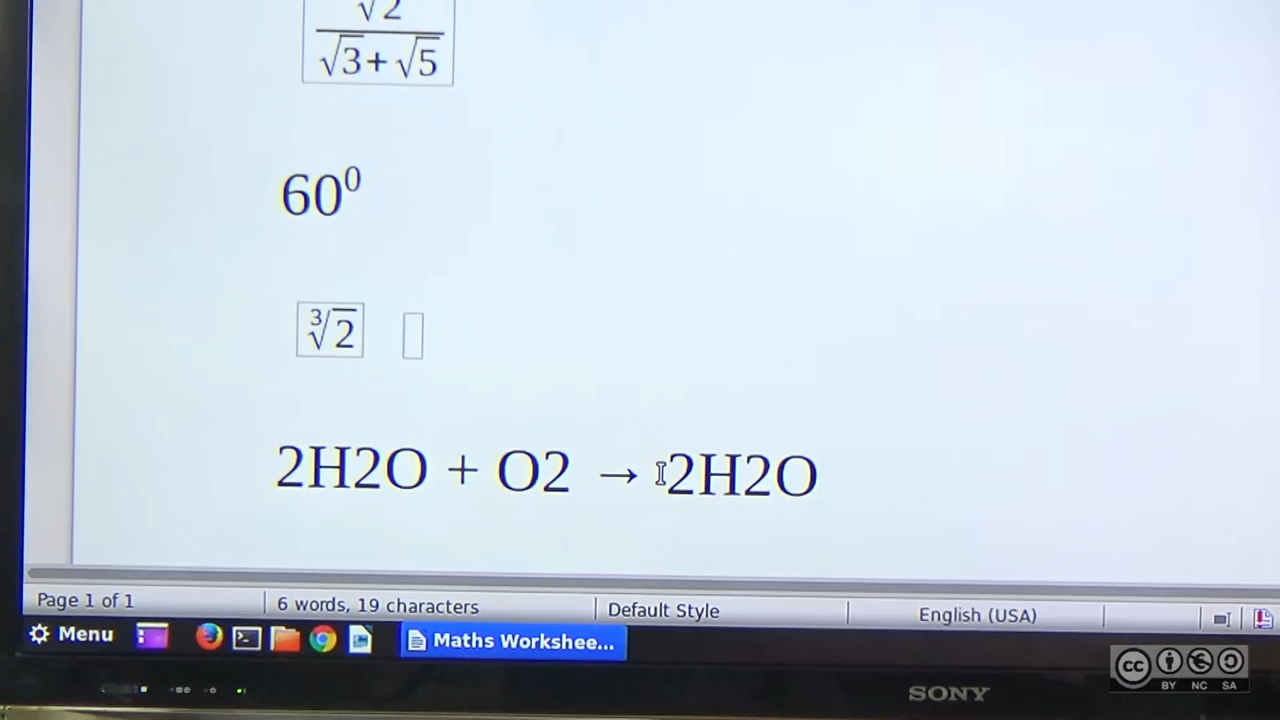 √2
√3+ √5
60⁰
∛2
2H2O + O2 → 2H2O
Page 1 of 1
6 words, 19 characters
Default Style
English (USA)
Menu
Maths Workshee...
SONY
cc
BY NC SA